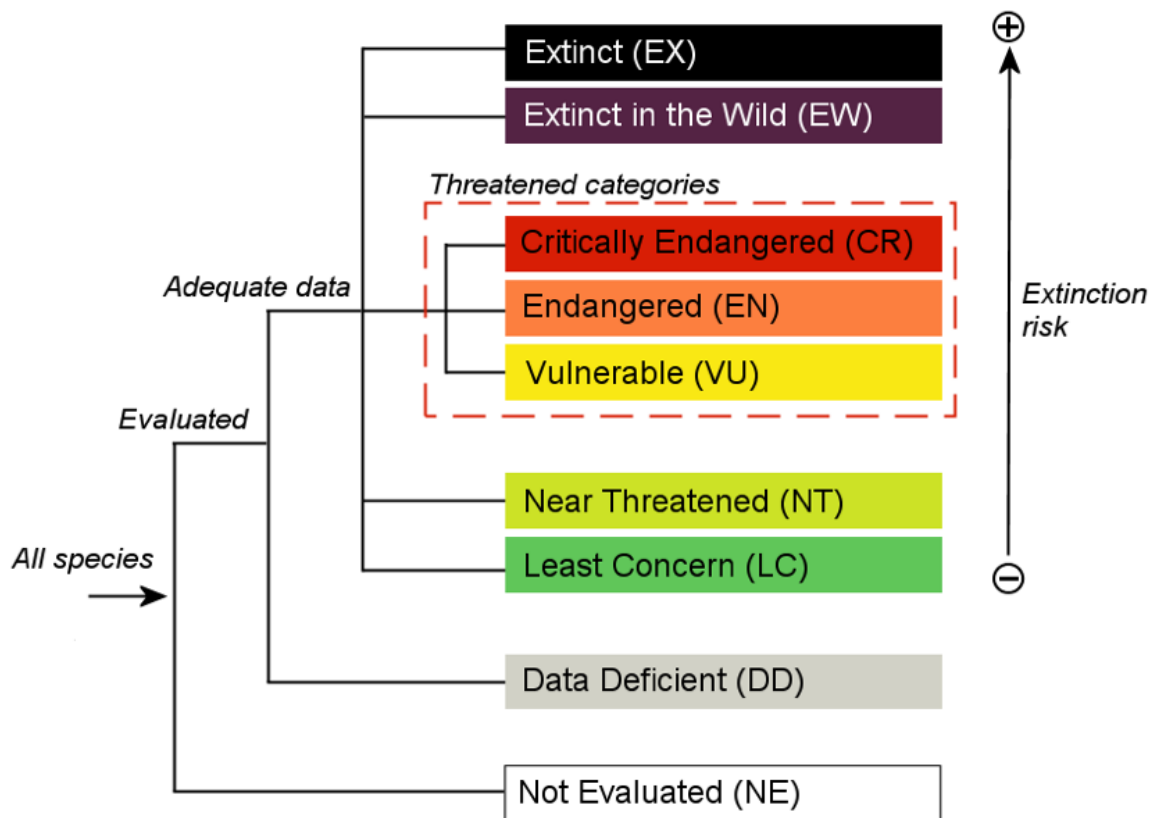 Extinct (EX)
Extinct in the Wild (EW)
Threatened categories
Critically Endangered (CR)
Adequate data
Endangered (EN)
Extinction
risk
Vulnerable (VU)
Evaluated
Near Threatened (NT)
All species
Least Concern (LC)
Data Deficient (DD)
Not Evaluated (NE)